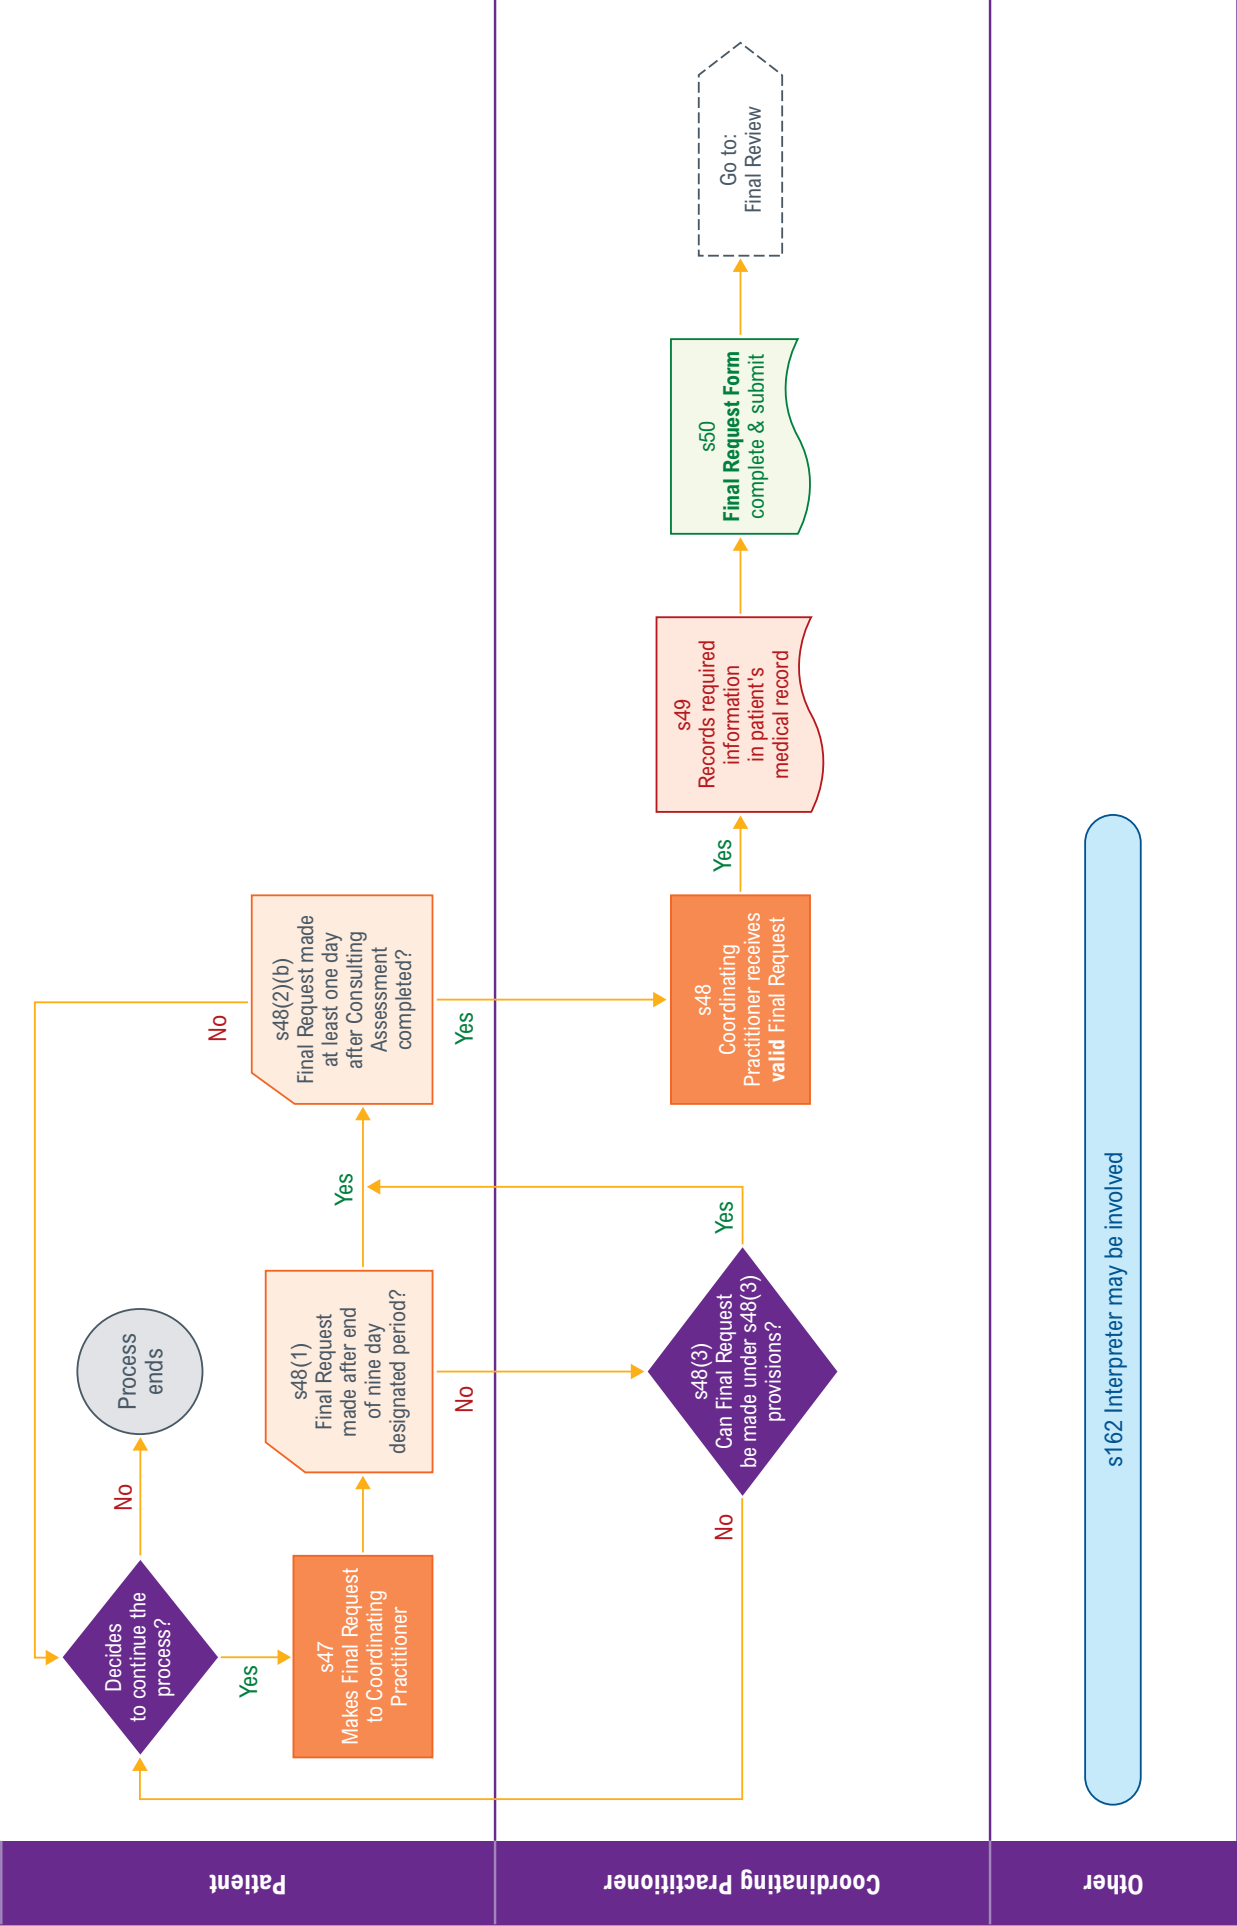 Patient
Decides
to continue the
process?
No
Process
ends
Yes
s47
Makes Final Request
to Coordinating
Practitioner
s48(1)
Final Request
made after end
of nine day
designated period?
Yes
No
s48(2)(b)
Final Request made
at least one day
after Consulting
Assessment
completed?
No
Yes
Coordinating Practitioner
s48(3)
Can Final Request
be made under s48(3)
provisions?
No
Yes
s48
Coordinating
Practitioner receives
valid Final Request
Yes
s49
Records required
information
in patient's
medical record
s50
Final Request Form
complete & submit
Go to:
Final Review
Other
s162 Interpreter may be involved